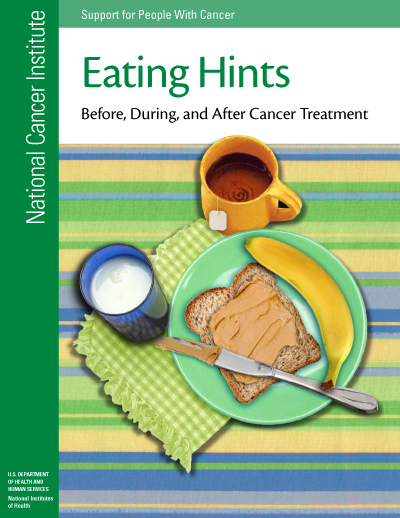 Support for People With Cancer
National Cancer Institute
Eating Hints
Before, During, and After Cancer Treatment
U.S. DEPARTMENT
OF HEALTH AND
HUMAN SERVICES
National Institutes
of Health